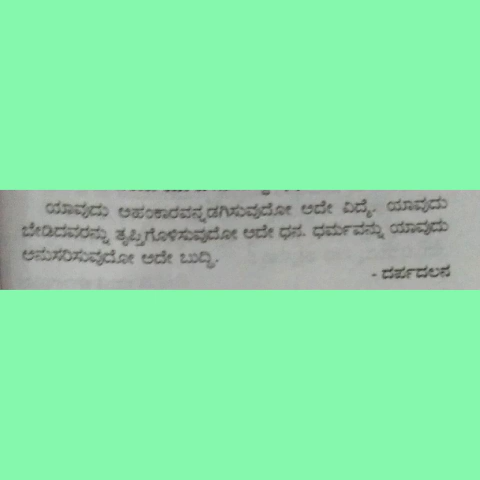 ಯಾವುದು ಅಹಂಕಾರವನ್ನಡಗಿಸುವುದೋ ಅದೇ ವಿದ್ಯೆ. ಯಾವುದು
ಬೇಡಿದವರನ್ನು ತೃಪ್ತಿಗೊಳಿಸುವುದೋ ಅದೇ ಧನ. ಧರ್ಮವನ್ನು ಯಾವುದು
ಅನುಸರಿಸುವುದೋ ಅದೇ ಬುದ್ಧಿ.
- ದರ್ಪದಲನ